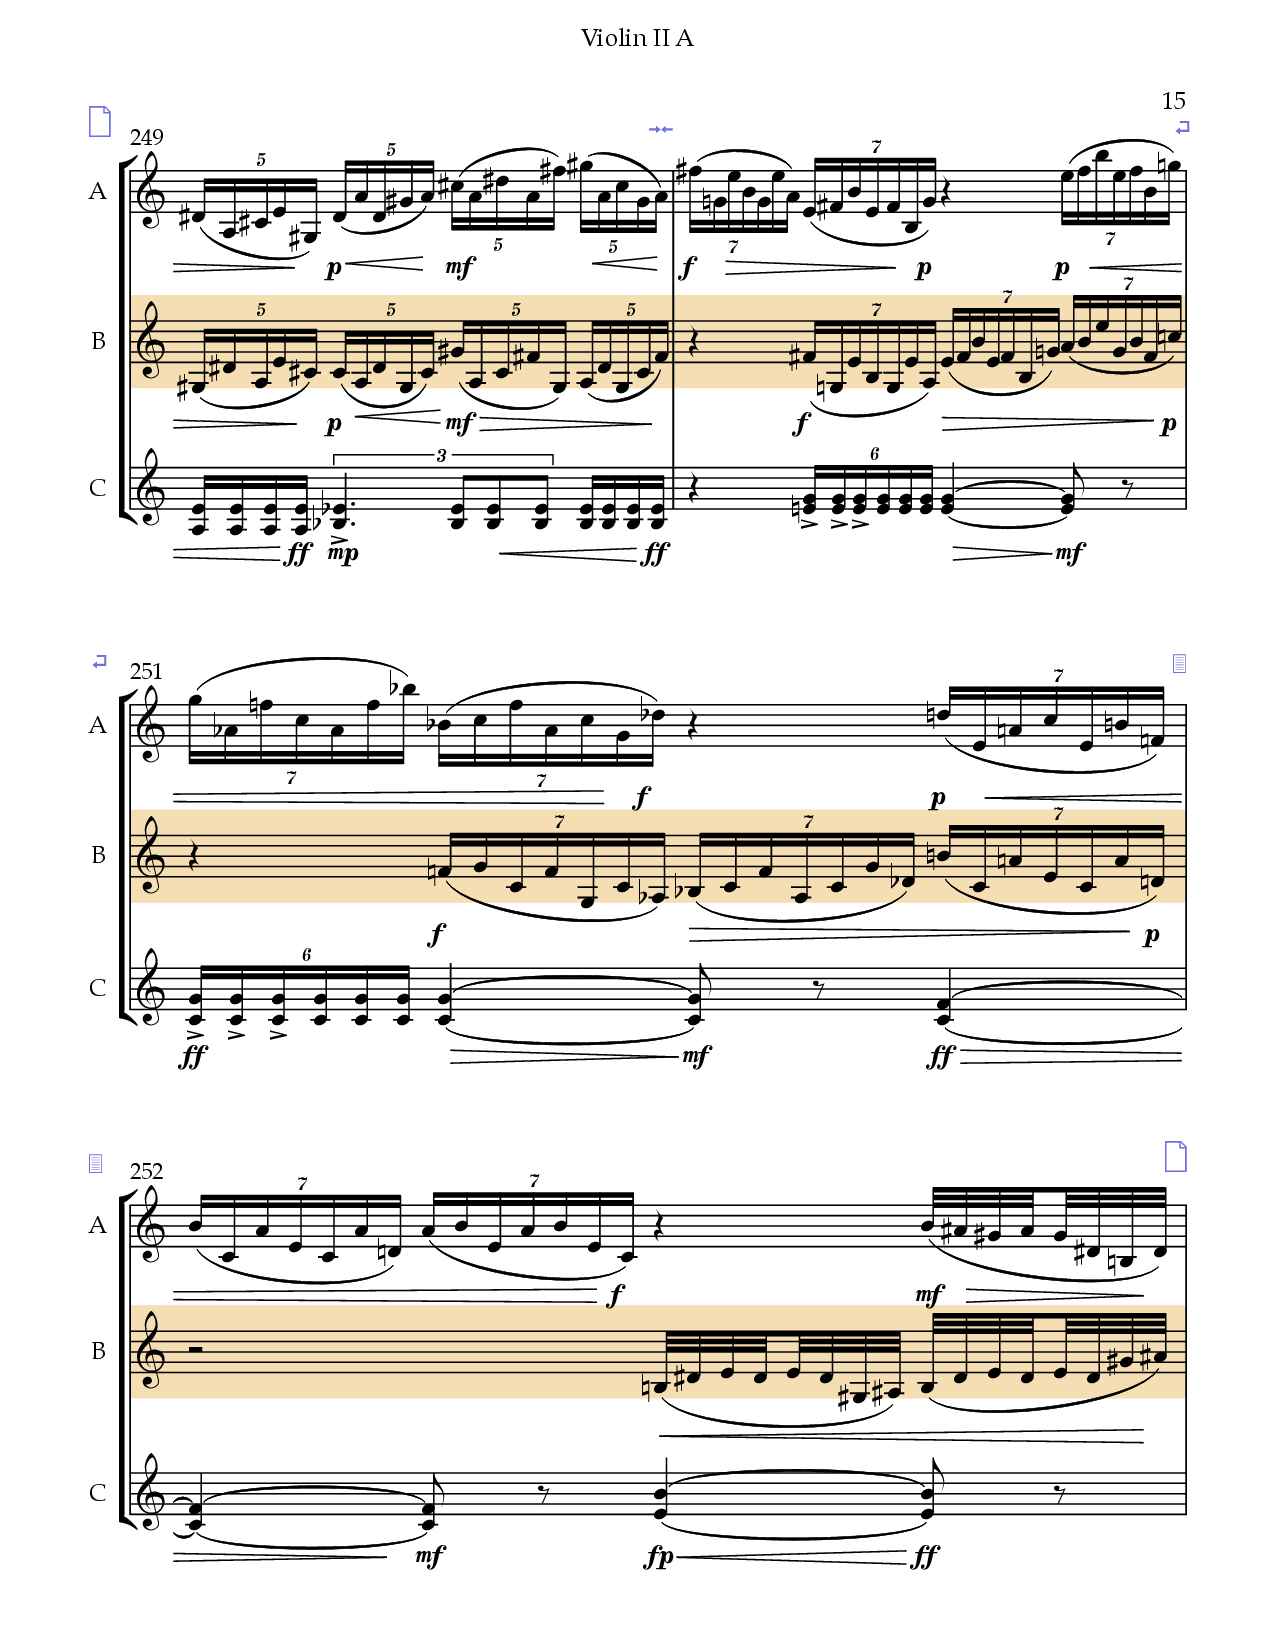 Violin II A
15
249
A 5 5 5 5 7 7 7
p mf f p p
B 5 5 5 5 7 7 7
p mf f p
C 3 6
ff mp ff mf
251
A 7 7 7
f p
B 7 7 7
f p
C 6
ff mf ff
252
A 7 7
f mf
B
C
mf fp ff